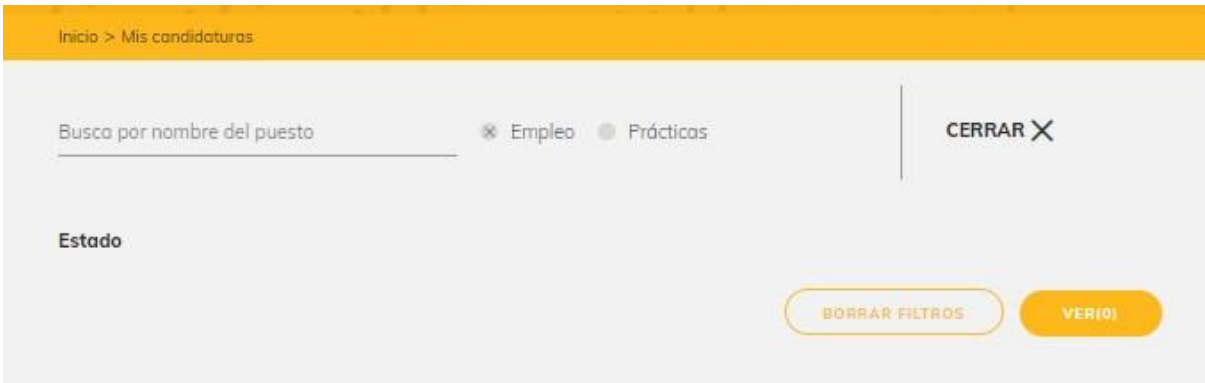 Inicio > Mis candidaturas
Busca por nombre del puesto
Empleo
Prácticas
CERRAR
Estado
BORRAR FILTROS
VER(0)